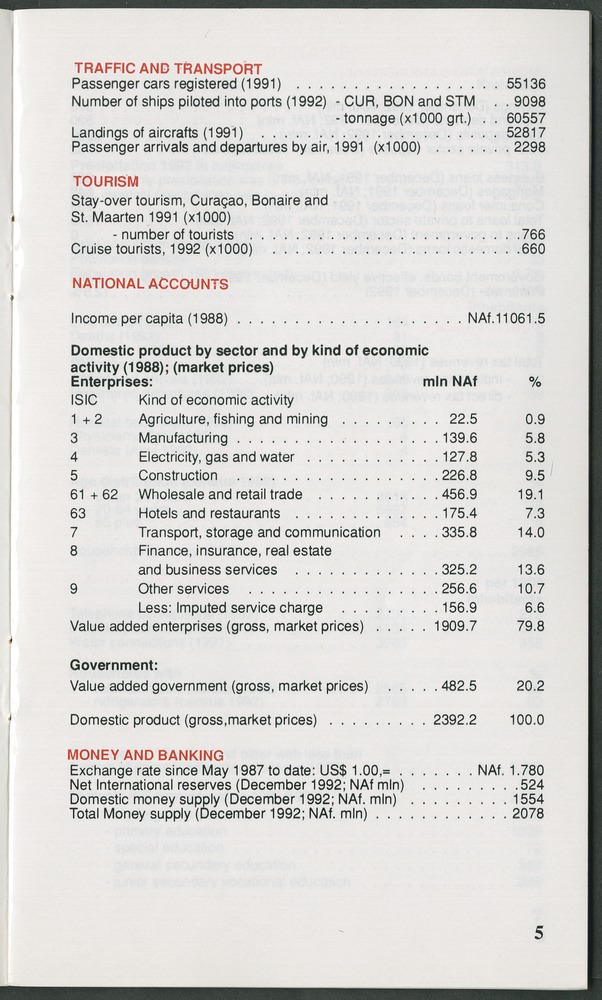 TRAFFIC AND TRANSPORT
Passenger cars registered (1991) . . . . . . . . . . . . . . . . . . 55136
Number of ships piloted into ports (1992) - CUR, BON and STM . . 9098
- tonnage (x1000 grt.) . . 60557
Landings of aircrafts (1991) . . . . . . . . . . . . . . . . . . . . . 52817
Passenger arrivals and departures by air, 1991 (x1000) . . . . . . . 2298
TOURISM
Stay-over tourism, Curaçao, Bonaire and
St. Maarten 1991 (x1000)
- number of tourists . . . . . . . . . . . . . . . . . . . . . 766
Cruise tourists, 1992 (x1000) . . . . . . . . . . . . . . . . . . . 660
NATIONAL ACCOUNTS
Income per capita (1988) . . . . . . . . . . . . . . . . . NAf.11061.5
Domestic product by sector and by kind of economic
activity (1988); (market prices)
Enterprises: mln NAf %
ISIC Kind of economic activity
1 + 2 Agriculture, fishing and mining . . . . . . . . . 22.5 0.9
3 Manufacturing . . . . . . . . . . . . . . . . 139.6 5.8
4 Electricity, gas and water . . . . . . . . . . . 127.8 5.3
5 Construction . . . . . . . . . . . . . . . . . 226.8 9.5
61 + 62 Wholesale and retail trade . . . . . . . . . . . 456.9 19.1
63 Hotels and restaurants . . . . . . . . . . . . 175.4 7.3
7 Transport, storage and communication . . . . 335.8 14.0
8 Finance, insurance, real estate
and business services . . . . . . . . . . . . 325.2 13.6
9 Other services . . . . . . . . . . . . . . . . 256.6 10.7
Less: Imputed service charge . . . . . . . . 156.9 6.6
Value added enterprises (gross, market prices) . . . . . 1909.7 79.8
Government:
Value added government (gross, market prices) . . . . . 482.5 20.2
Domestic product (gross,market prices) . . . . . . . . . 2392.2 100.0
MONEY AND BANKING
Exchange rate since May 1987 to date: US$ 1.00,= . . . . . . . NAf. 1.780
Net International reserves (December 1992; NAf mln) . . . . . . . . . 524
Domestic money supply (December 1992; NAf. mln) . . . . . . . . . 1554
Total Money supply (December 1992; NAf. mln) . . . . . . . . . . . . 2078
5